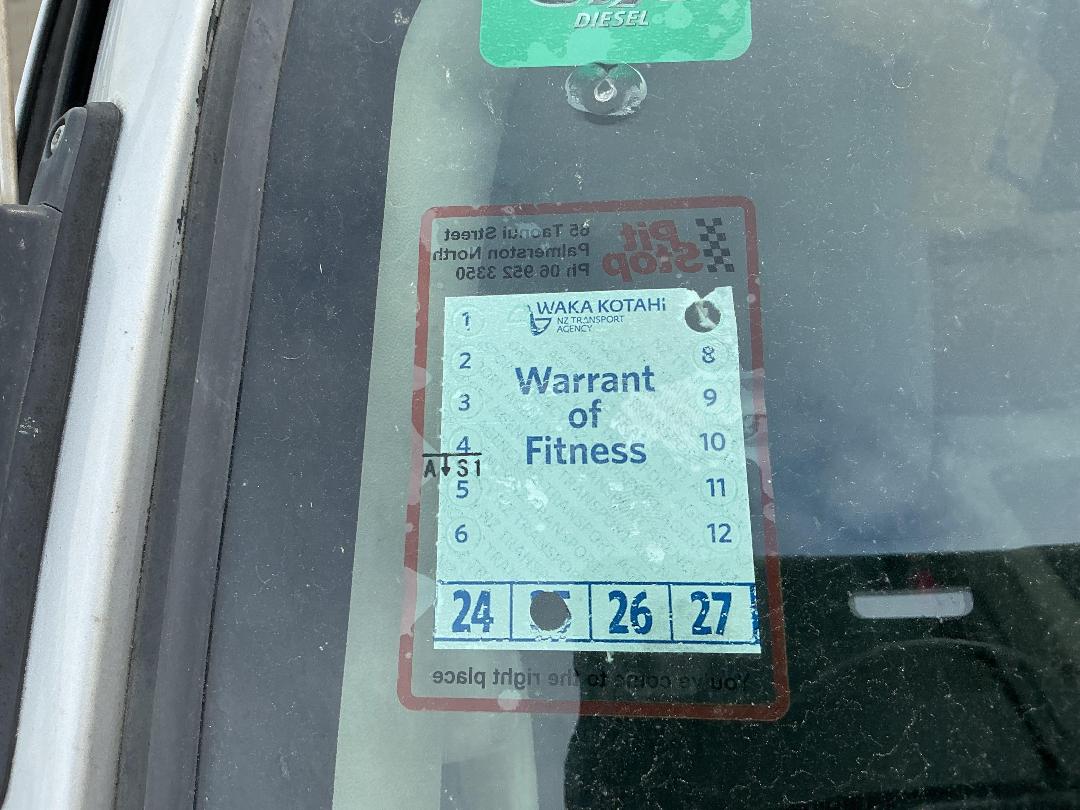 DIESEL
65 Taonui Street
Palmerston North
Ph 06 952 3350
Pit
Stop
WAKA KOTAHI
NZ TRANSPORT
AGENCY
1
2
3
4
5
6
8
9
10
11
12
Warrant
of
Fitness
A↓S1
24 26 27
You've come to the right place